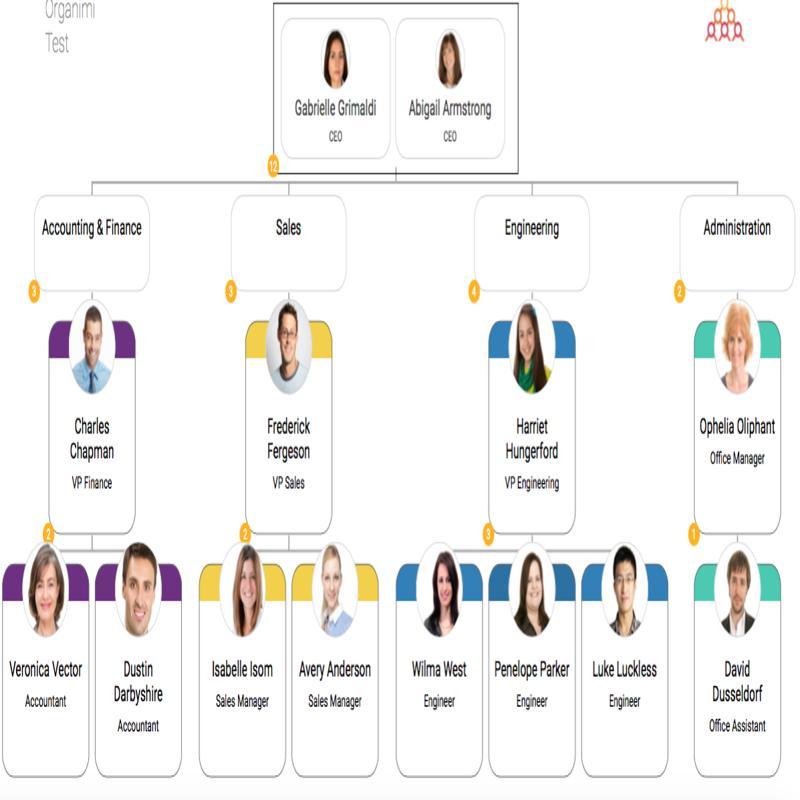 Organimi
Test
Gabrielle Grimaldi
CEO
Abigail Armstrong
CEO
12
Accounting & Finance
Sales
Engineering
Administration
3
3
4
2
Charles
Chapman
VP Finance
Frederick
Fergeson
VP Sales
Harriet
Hungerford
VP Engineering
Ophelia Oliphant
Office Manager
2
2
3
1
Veronica Vector
Accountant
Dustin
Darbyshire
Accountant
Isabelle Isom
Sales Manager
Avery Anderson
Sales Manager
Wilma West
Engineer
Penelope Parker
Engineer
Luke Luckless
Engineer
David
Dusseldorf
Office Assistant